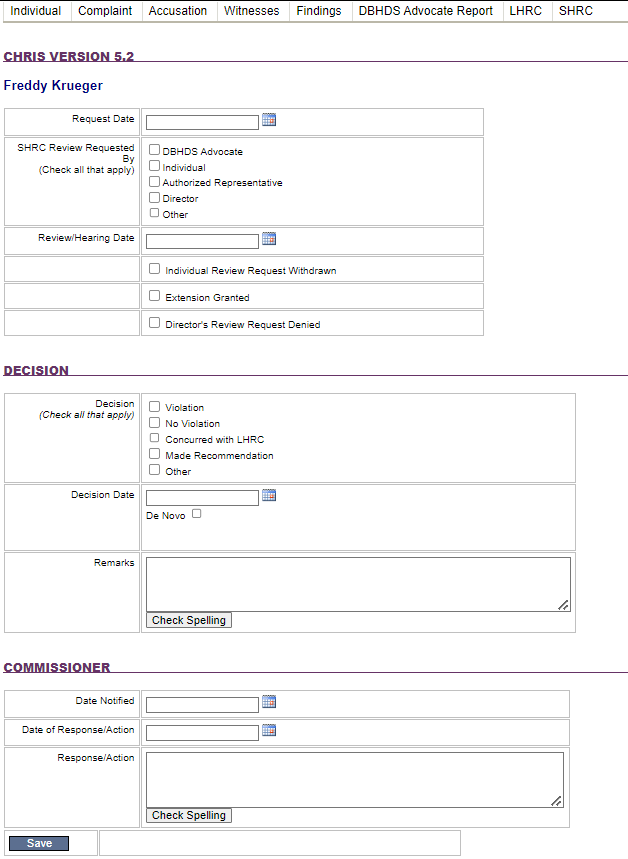 Individual Complaint Accusation Witnesses Findings DBHDS Advocate Report LHRC SHRC
CHRIS VERSION 5.2
Freddy Krueger
Request Date
SHRC Review Requested
By
(Check all that apply)
DBHDS Advocate
Individual
Authorized Representative
Director
Other
Review/Hearing Date
Individual Review Request Withdrawn
Extension Granted
Director's Review Request Denied
DECISION
Decision
(Check all that apply)
Violation
No Violation
Concurred with LHRC
Made Recommendation
Other
Decision Date
De Novo
Remarks
Check Spelling
COMMISSIONER
Date Notified
Date of Response/Action
Response/Action
Check Spelling
Save